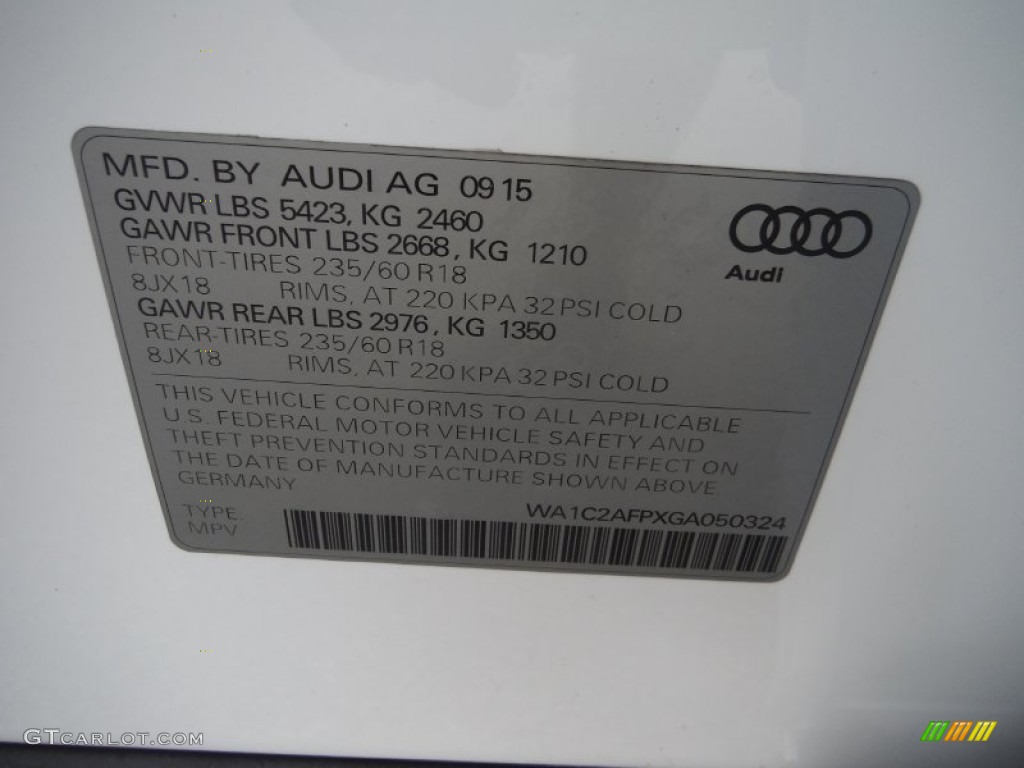 MFD. BY AUDI AG 09 15
GVWR LBS 5423, KG 2460
GAWR FRONT LBS 2668, KG 1210
FRONT-TIRES 235/60 R18
8JX18 RIMS, AT 220 KPA 32 PSI COLD
GAWR REAR LBS 2976, KG 1350
REAR-TIRES 235/60 R18
8JX18 RIMS, AT 220 KPA 32 PSI COLD
Audi
THIS VEHICLE CONFORMS TO ALL APPLICABLE
U.S. FEDERAL MOTOR VEHICLE SAFETY AND
THEFT PREVENTION STANDARDS IN EFFECT ON
THE DATE OF MANUFACTURE SHOWN ABOVE
GERMANY
WA1C2AFPXGA050324
TYPE:
MPV
GTCARLOT.COM